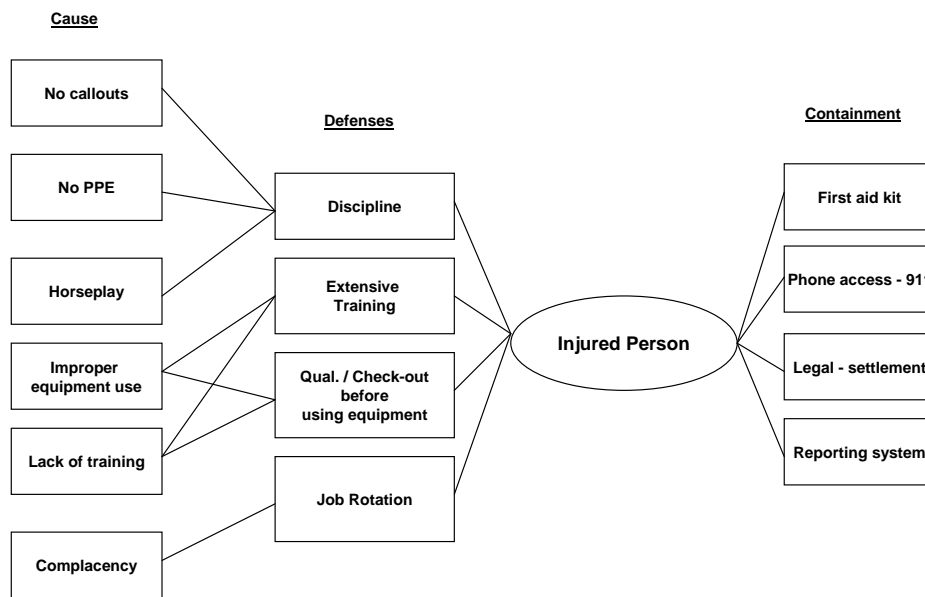 Cause
No callouts
No PPE
Horseplay
Improper
equipment use
Lack of training
Complacency
Defenses
Discipline
Extensive
Training
Qual. / Check-out
before
using equipment
Job Rotation
Injured Person
Containment
First aid kit
Phone access - 911
Legal - settlement
Reporting system